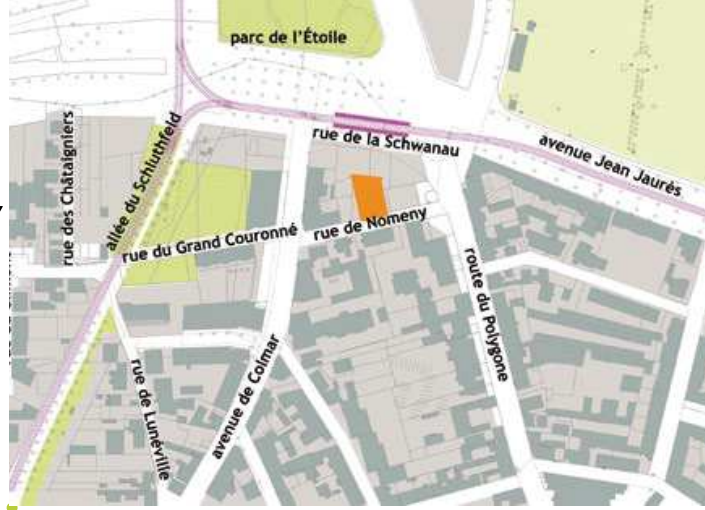 parc de l'Étoile
rue de la Schwanau
avenue Jean Jaurès
rue des Châtaigniers
allée du Schluthfeld
rue du Grand Couronné
rue de Nomeny
route du Polygone
rue de Lunéville
avenue de Colmar